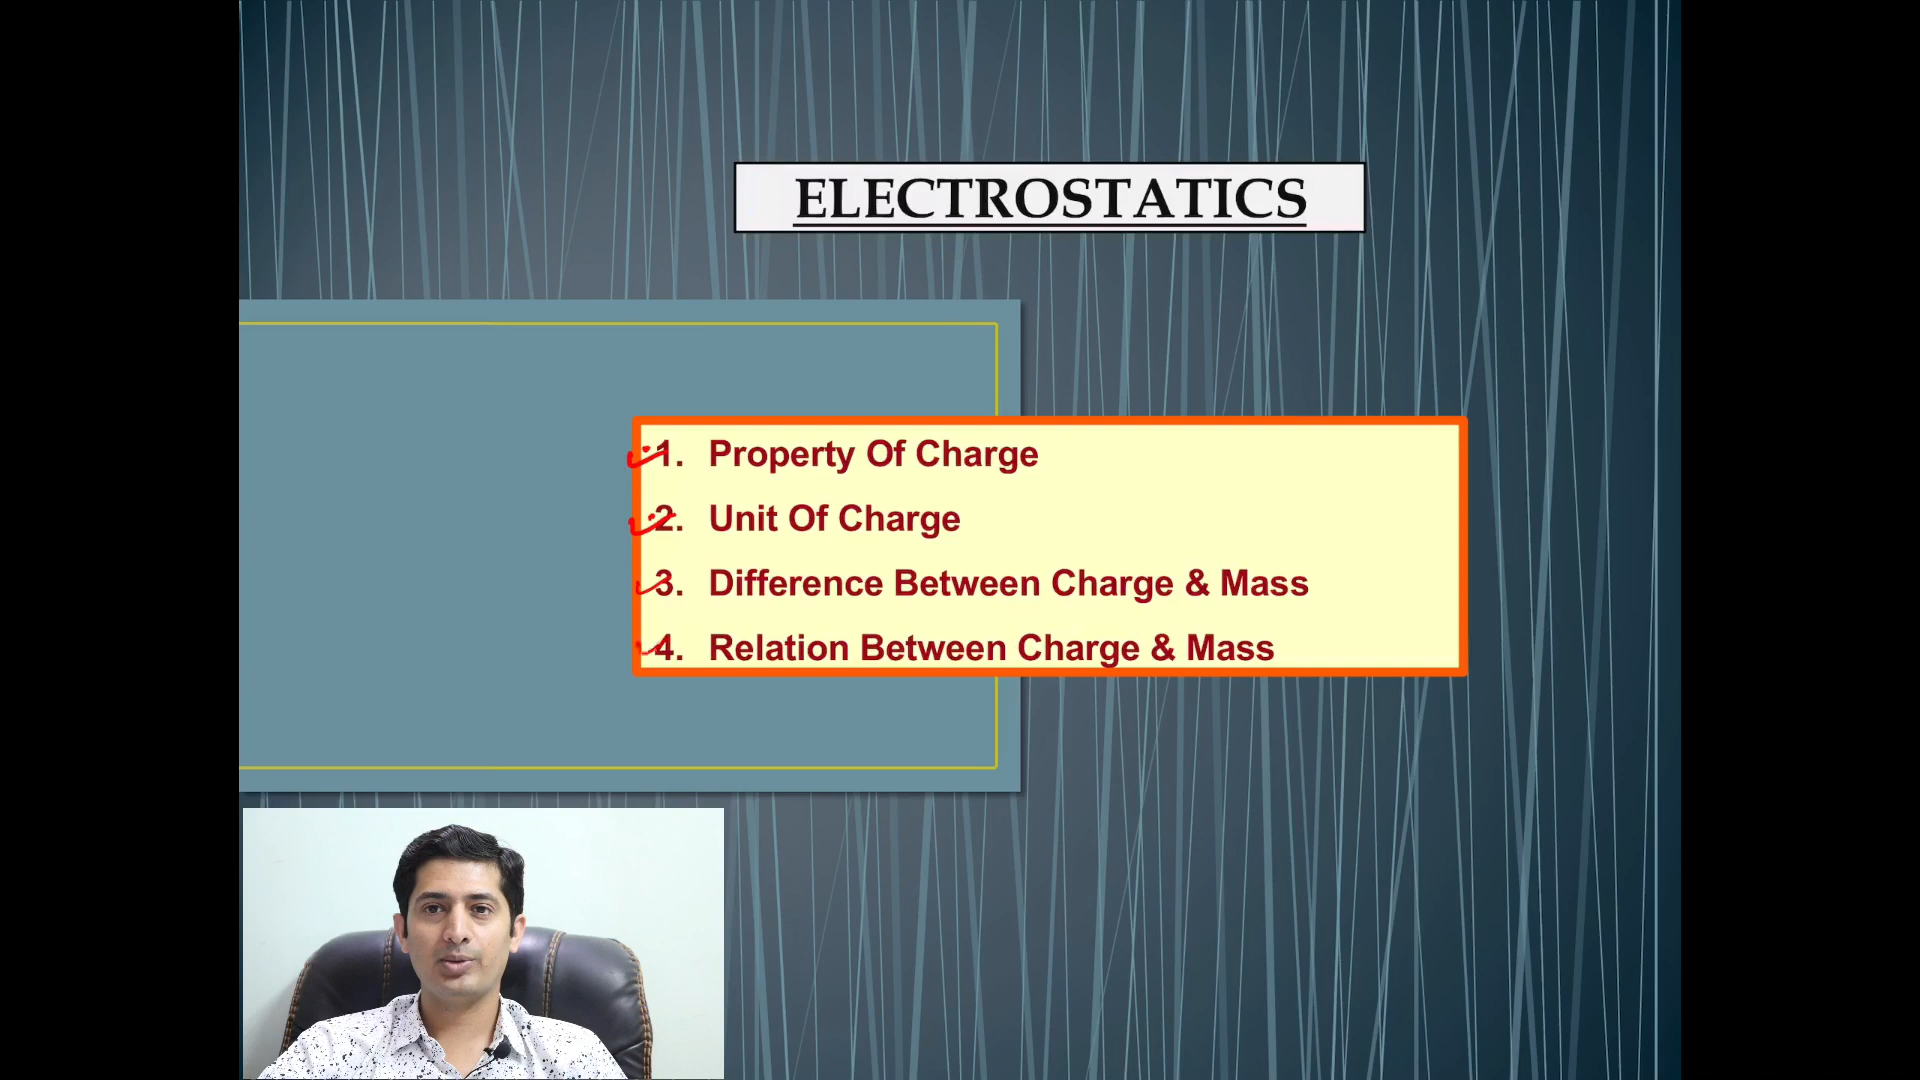 ELECTROSTATICS
1. Property Of Charge
2. Unit Of Charge
3. Difference Between Charge & Mass
4. Relation Between Charge & Mass